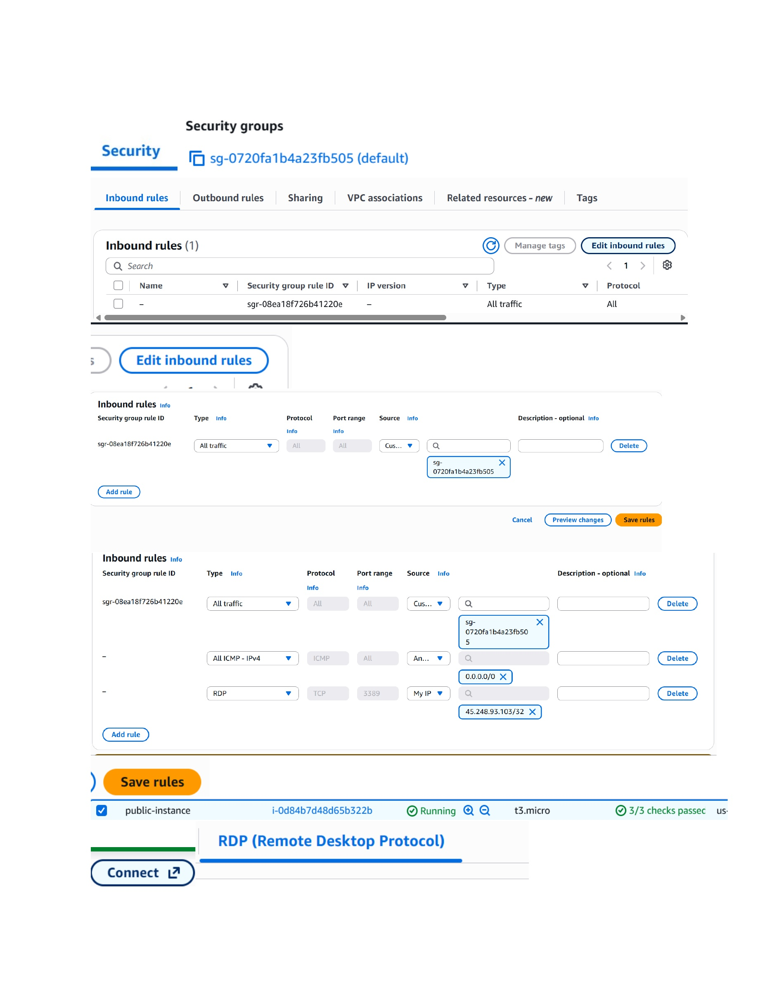 Security groups
Security
sg-0720fa1b4a23fb505 (default)
Inbound rules Outbound rules Sharing VPC associations Related resources - new Tags
Inbound rules (1) Manage tags Edit inbound rules
Search 1
Name Security group rule ID IP version Type Protocol
– sgr-08ea18f726b41220e – All traffic All
s Edit inbound rules
Inbound rules Info
Security group rule ID Type Info Protocol Port range Source Info Description - optional Info
Info Info
sgr-08ea18f726b41220e All traffic All All Cus... Delete
sg-
0720fa1b4a23fb505
Add rule
Cancel Preview changes Save rules
Inbound rules Info
Security group rule ID Type Info Protocol Port range Source Info Description - optional Info
Info Info
sgr-08ea18f726b41220e All traffic All All Cus... Delete
sg-
0720fa1b4a23fb50
5
– All ICMP - IPv4 ICMP All An... Delete
0.0.0.0/0
– RDP TCP 3389 My IP Delete
45.248.93.103/32
Add rule
Save rules
public-instance i-0d84b7d48d65b322b Running t3.micro 3/3 checks passec us-
RDP (Remote Desktop Protocol)
Connect